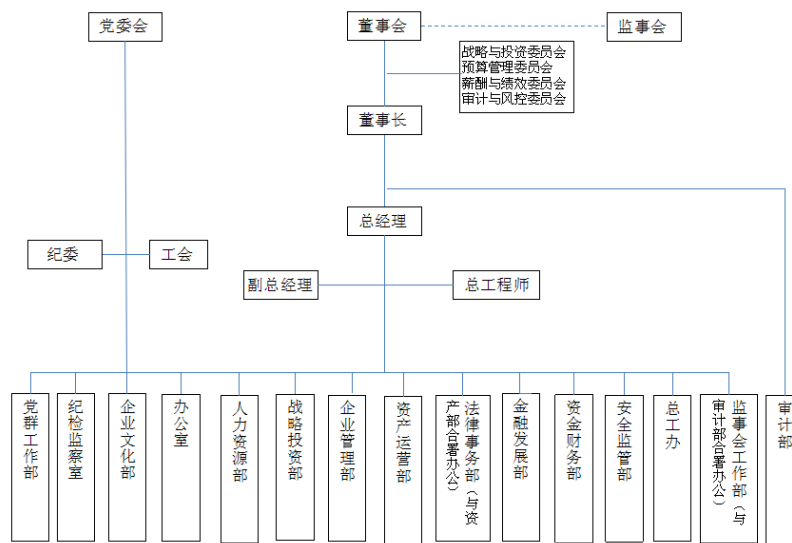 党委会
董事会
监事会
战略与投资委员会
预算管理委员会
薪酬与绩效委员会
审计与风控委员会
董事长
总经理
纪委
工会
副总经理
总工程师
党群工作部
纪检监察室
企业文化部
办公室
人力资源部
战略投资部
企业管理部
资产运营部
法律事务部（与资
产部合署办公）
金融发展部
资金财务部
安全监管部
总工办
监事会工作部（与
审计部合署办公）
审计部